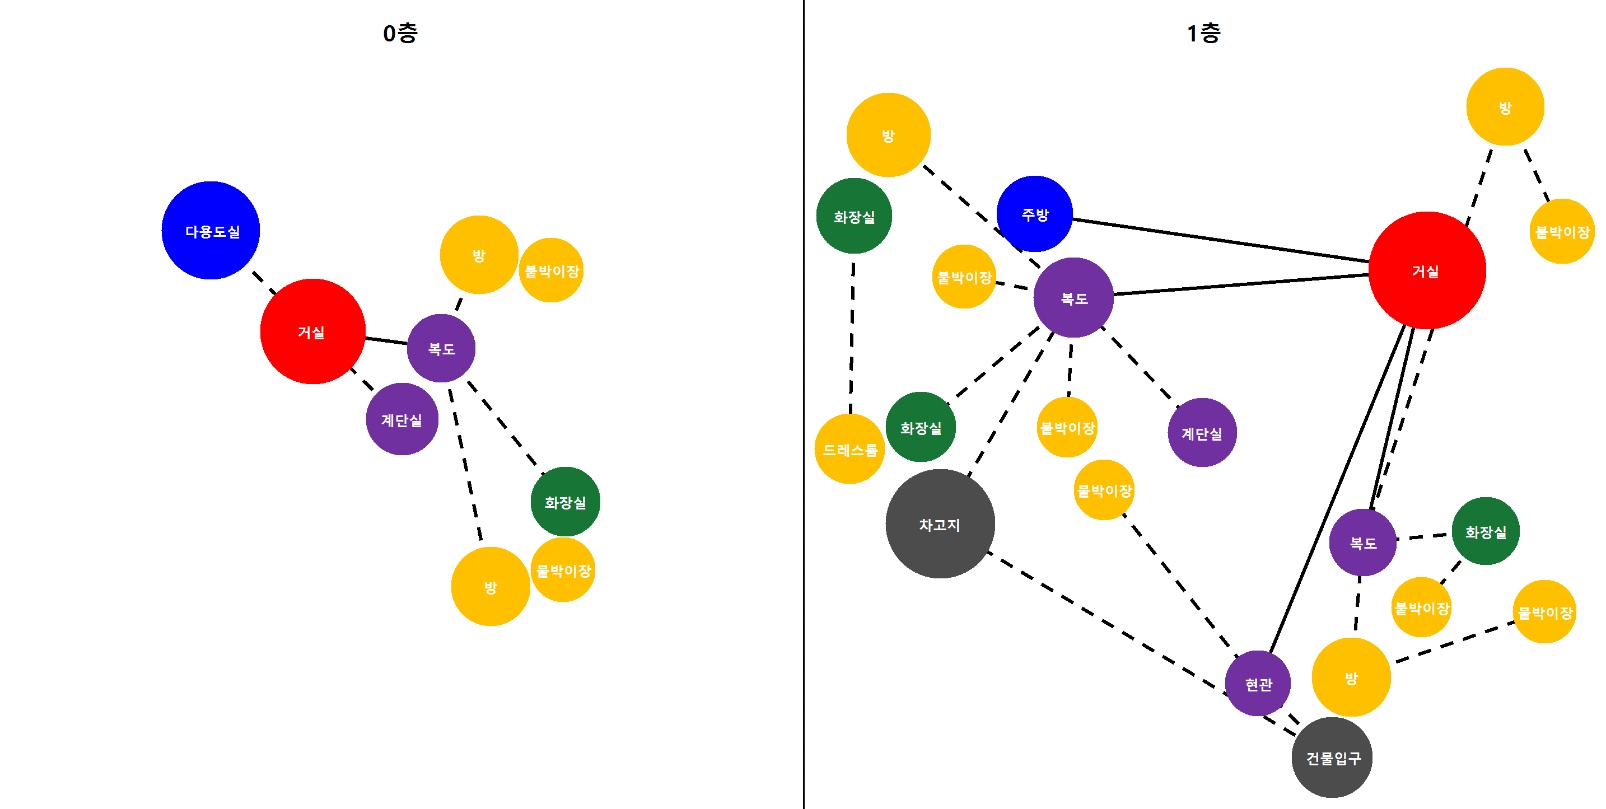 0층
다용도실
방
붙박이장
거실
복도
계단실
화장실
방
붙박이장
1층
방
방
화장실
주방
붙박이장
거실
붙박이장
복도
드레스룸
화장실
붙박이장
계단실
붙박이장
차고지
복도
화장실
붙박이장
붙박이장
현관
방
건물입구